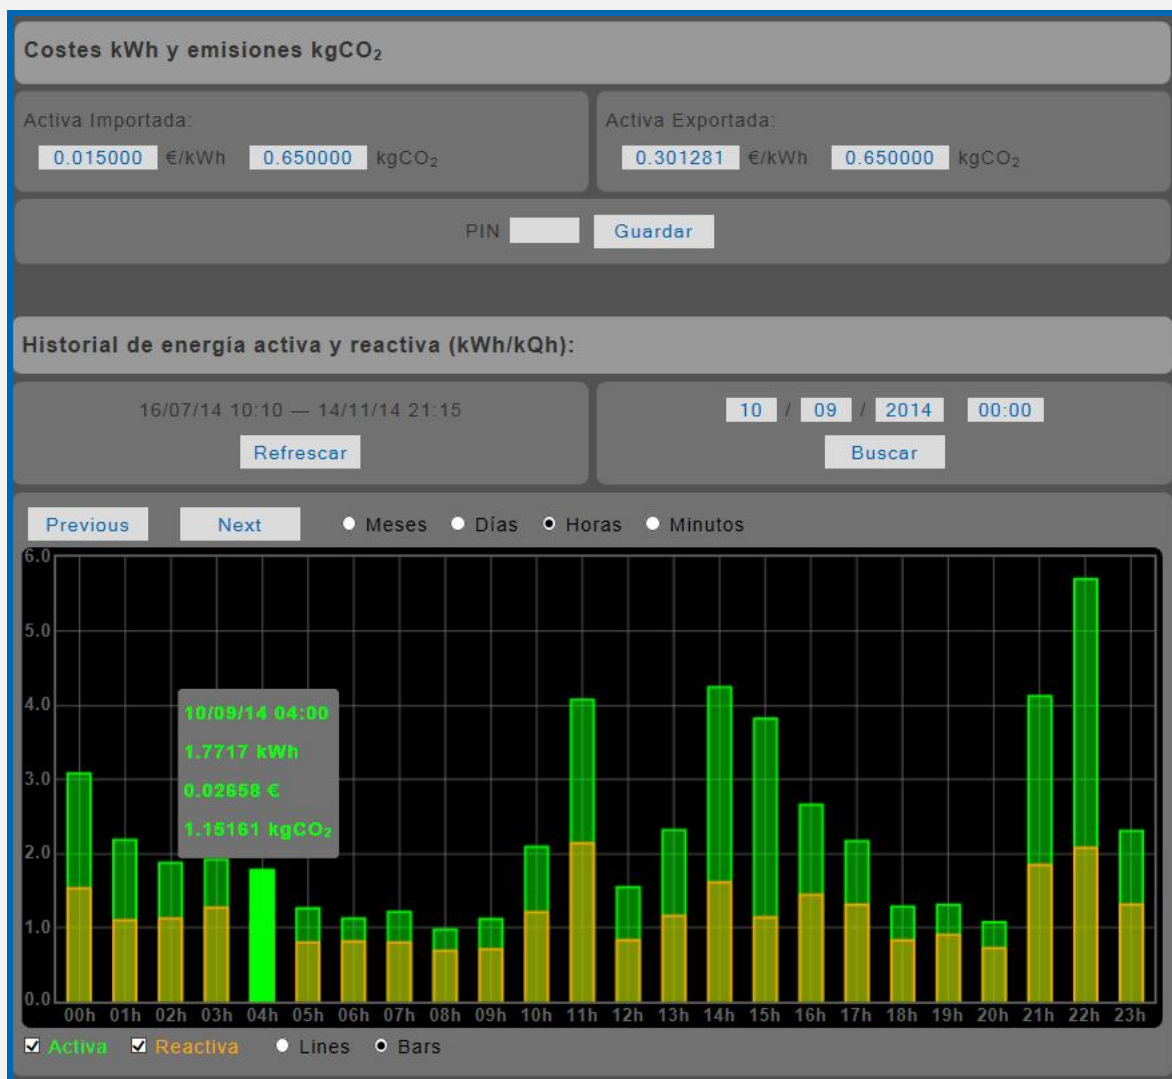 Costes kWh y emisiones kgCO₂
Activa Importada:
0.015000 €/kWh 0.650000 kgCO₂
Activa Exportada:
0.301281 €/kWh 0.650000 kgCO₂
PIN Guardar
Historial de energía activa y reactiva (kWh/kQh):
16/07/14 10:10 — 14/11/14 21:15
Refrescar
10 / 09 / 2014 00:00
Buscar
Previous Next Meses Días Horas Minutos
6.0
5.0
4.0
3.0
2.0
1.0
0.0
10/09/14 04:00
1.7717 kWh
0.02658 €
1.15161 kgCO₂
00h 01h 02h 03h 04h 05h 06h 07h 08h 09h 10h 11h 12h 13h 14h 15h 16h 17h 18h 19h 20h 21h 22h 23h
Activa Reactiva Lines Bars